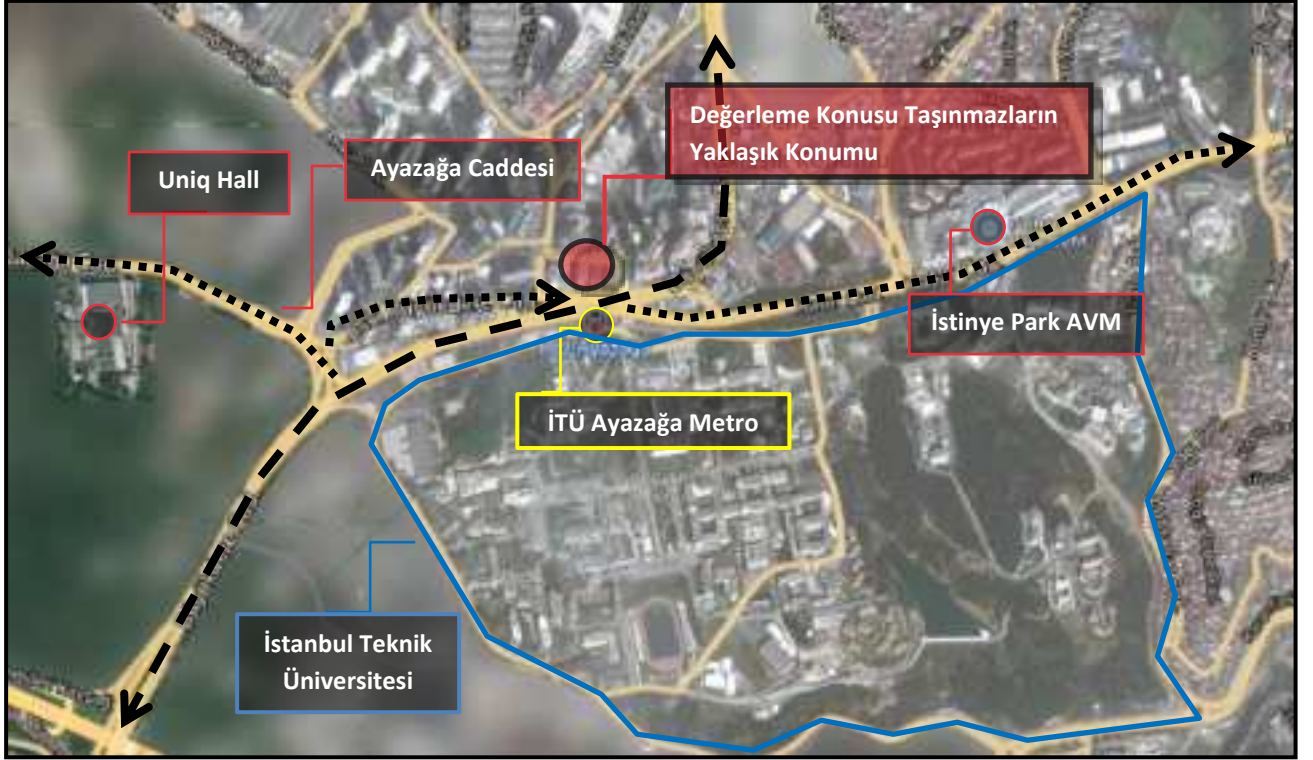 Değerleme Konusu Taşınmazların
Yaklaşık Konumu
Uniq Hall
Ayazağa Caddesi
İstinye Park AVM
İTÜ Ayazağa Metro
İstanbul Teknik
Üniversitesi